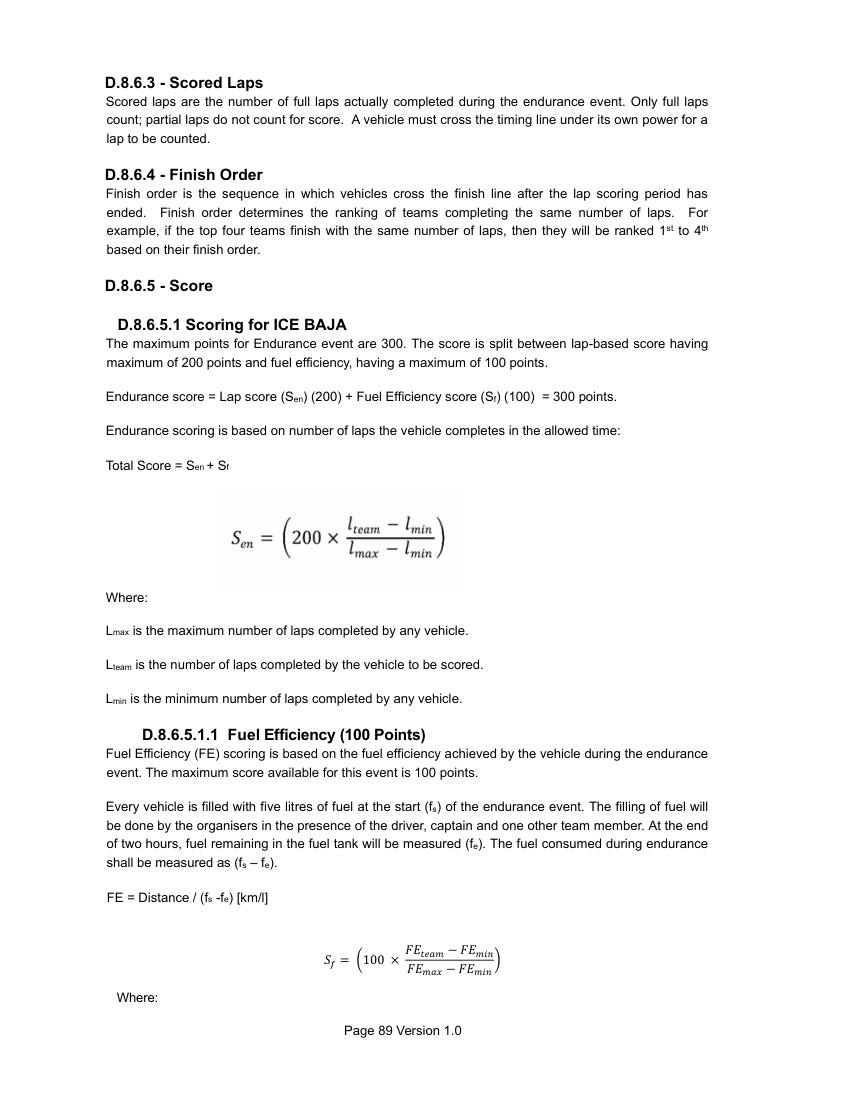 D.8.6.3 - Scored Laps
Scored laps are the number of full laps actually completed during the endurance event. Only full laps
count; partial laps do not count for score.  A vehicle must cross the timing line under its own power for a
lap to be counted.
D.8.6.4 - Finish Order
Finish order is the sequence in which vehicles cross the finish line after the lap scoring period has
ended.  Finish order determines the ranking of teams completing the same number of laps.  For
example, if the top four teams finish with the same number of laps, then they will be ranked 1st to 4th
based on their finish order.
D.8.6.5 - Score
D.8.6.5.1 Scoring for ICE BAJA
The maximum points for Endurance event are 300. The score is split between lap-based score having
maximum of 200 points and fuel efficiency, having a maximum of 100 points.
Endurance score = Lap score (Sen) (200) + Fuel Efficiency score (Sf) (100)  = 300 points.
Endurance scoring is based on number of laps the vehicle completes in the allowed time:
Total Score = Sen + Sf
Sen = (200 × (lteam − lmin) / (lmax − lmin))
Where:
Lmax is the maximum number of laps completed by any vehicle.
Lteam is the number of laps completed by the vehicle to be scored.
Lmin is the minimum number of laps completed by any vehicle.
D.8.6.5.1.1  Fuel Efficiency (100 Points)
Fuel Efficiency (FE) scoring is based on the fuel efficiency achieved by the vehicle during the endurance
event. The maximum score available for this event is 100 points.
Every vehicle is filled with five litres of fuel at the start (fs) of the endurance event. The filling of fuel will
be done by the organisers in the presence of the driver, captain and one other team member. At the end
of two hours, fuel remaining in the fuel tank will be measured (fe). The fuel consumed during endurance
shall be measured as (fs – fe).
FE = Distance / (fs -fe) [km/l]
Sf = (100 × (FEteam − FEmin) / (FEmax − FEmin))
Where:
Page 89 Version 1.0